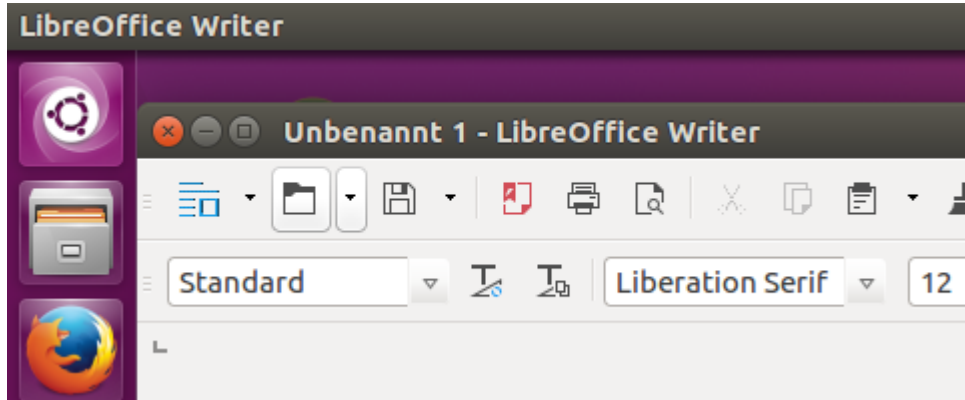 LibreOffice Writer
Unbenannt 1 - LibreOffice Writer
Standard Liberation Serif 12